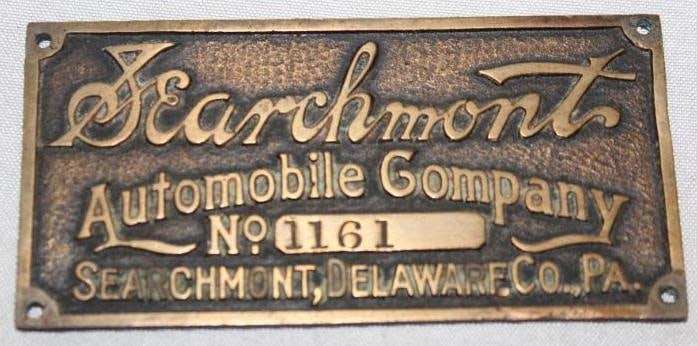 Searchmont
Automobile Company
No 1161
SEARCHMONT, DELAWARE. CO., PA.